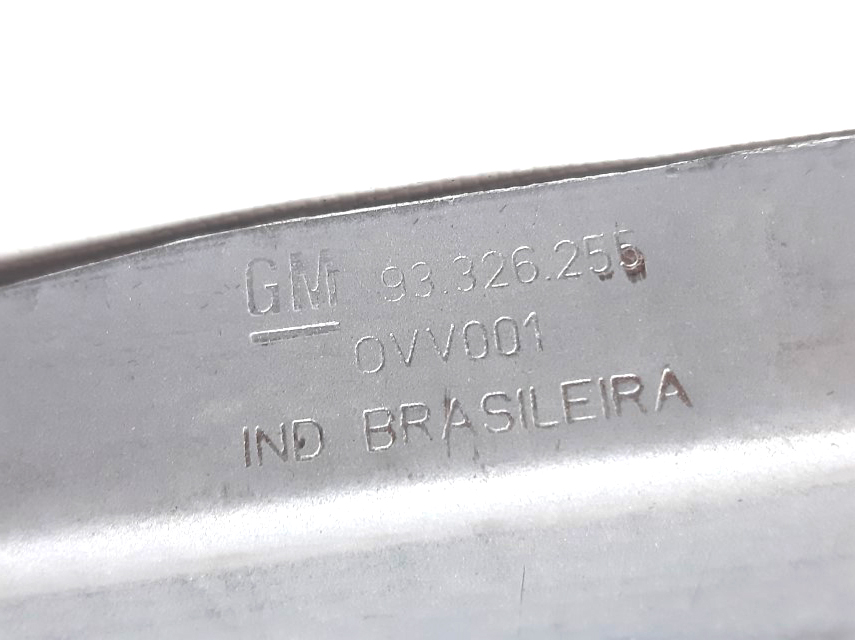 GM 93.326.255
OVV001
IND BRASILEIRA